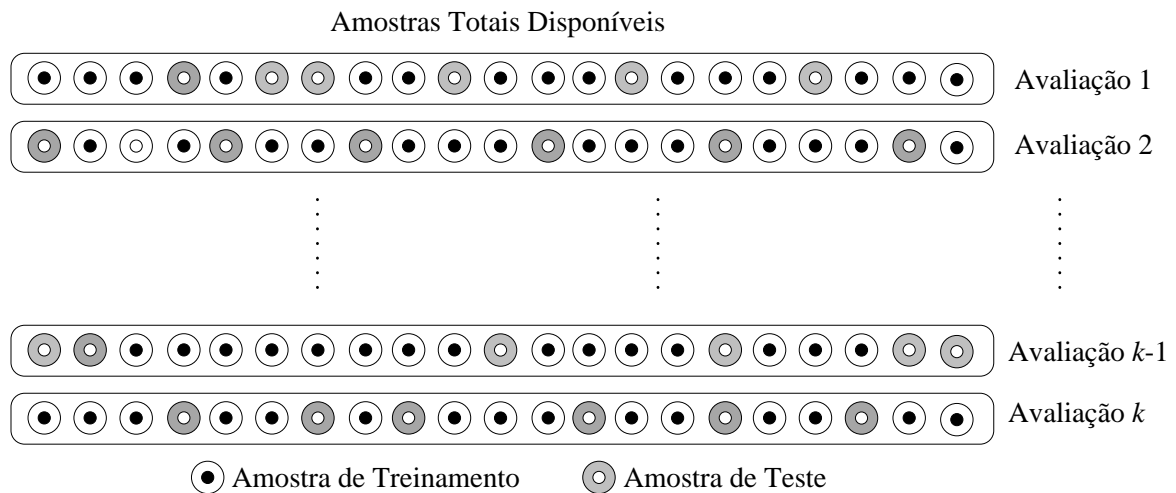 Amostras Totais Disponíveis
Avaliação 1
Avaliação 2
Avaliação k-1
Avaliação k
Amostra de Treinamento
Amostra de Teste